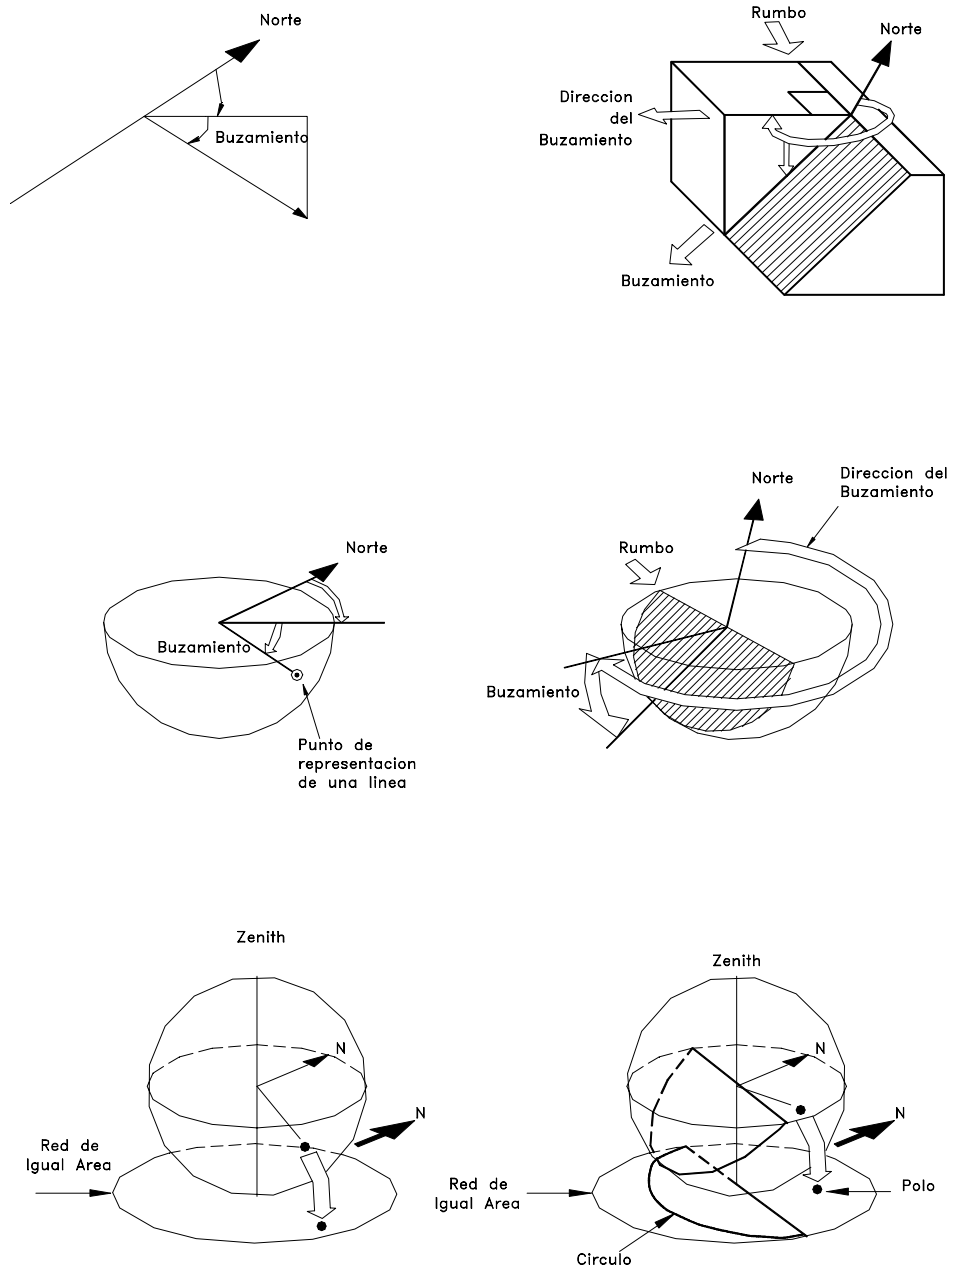 Norte
Buzamiento
Rumbo
Norte
Direccion
del
Buzamiento
Buzamiento
Norte
Buzamiento
Punto de
representacion
de una linea
Direccion del
Buzamiento
Norte
Rumbo
Buzamiento
Zenith
N
N
Red de
Igual Area
Zenith
N
N
Red de
Igual Area
Polo
Circulo